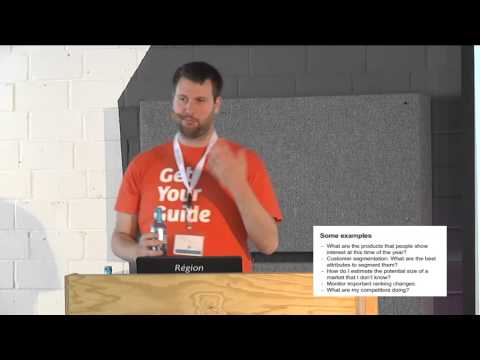 Get
Your
Guide
Région
Some examples
- What are the products that people show
interest at this time of the year?
- Customer segmentation: What are the best
attributes to segment them?
- How do I estimate the potential size of a
market that I don't know?
- Monitor important ranking changes.
- What are my competitors doing?